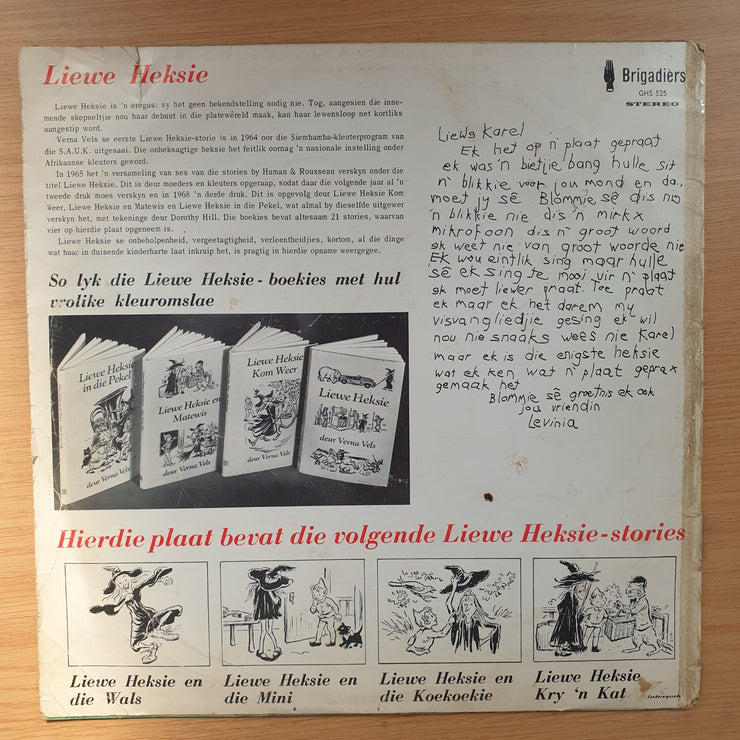 Liewe Heksie
Brigadiers
GHS 525
STEREO
Liewe Heksie is 'n eregas: sy het geen bekendstelling nodig nie. Tog, aangesien die inne-
mende skepseltjie nou haar debuut in die platewêreld maak, kan haar lewensloop net kortliks
aangestip word.
Verna Vels se eerste Liewe Heksie-storie is in 1964 oor die Siembamba-kleuterprogram van
die S.A.U.K. uitgesaai. Die onheksagtige heksie het feitlik oornag 'n nasionale instelling onder
Afrikaanse kleuters geword.
In 1965 het 'n versameling van ses van die stories by Human & Rousseau verskyn onder die
titel Liewe Heksie. Dit is deur moeders en kleuters opgeraap, sodat daar die volgende jaar al 'n
tweede druk moes verskyn en in 1968 'n derde druk. Dit is opgevolg deur Liewe Heksie Kom
Weer, Liewe Heksie en Matewis en Liewe Heksie in die Pekel, wat almal by dieselfde uitgewer
verskyn het, met tekeninge deur Dorothy Hill. Die boekies bevat altesaam 21 stories, waarvan
vier op hierdie plaat opgeneem is.
Liewe Heksie se onbeholpenheid, vergeetagtigheid, verleentheidjies, kortom, al die dinge
wat haar in duisende kinderharte laat inkruip het, is pragtig in hierdie opname weergegee.
So lyk die Liewe Heksie-boekies met hul
vrolike kleuromslae
Liewe Heksie
in die Pekel
deur Verna Vels
Liewe Heksie en
Matewis
deur Verna Vels
Liewe Heksie
Kom Weer
deur Verna Vels
Liewe Heksie
deur Verna Vels
Liewe Karel
Ek het op n' plaat gepraat
ek was 'n bietjie bang hulle sit
n' blikkie voor jou mond en da..
moet jy sê Blommie sê dis nie
'n blikkie nie dis 'n mirkx
mikrofoon dis n' groot woord
ek weet nie van groot woorde nie
Ek wou eintlik sing maar hulle
sê ek sing te mooi vir n' plaat
ek moet liewer praat. Toe praat
ek maar ek het darem my
visvangliedjie gesing ek wil
nou nie snaaks wees nie Karel
maar ek is die enigste heksie
wat ek ken wat n' plaat geprax
gemaak het
Blommie sê groetnis ek ook
jou vriendin
Levinia
Hierdie plaat bevat die volgende Liewe Heksie-stories
Liewe Heksie en
die Wals
Liewe Heksie en
die Mini
Liewe Heksie en
die Koekoekie
Liewe Heksie
Kry 'n Kat